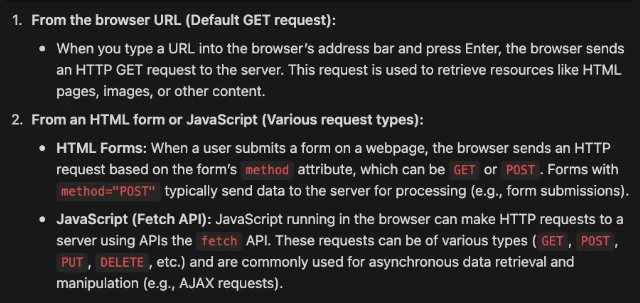 1. From the browser URL (Default GET request):
• When you type a URL into the browser's address bar and press Enter, the browser sends
an HTTP GET request to the server. This request is used to retrieve resources like HTML
pages, images, or other content.
2. From an HTML form or JavaScript (Various request types):
• HTML Forms: When a user submits a form on a webpage, the browser sends an HTTP
request based on the form's method attribute, which can be GET or POST. Forms with
method="POST" typically send data to the server for processing (e.g., form submissions).
• JavaScript (Fetch API): JavaScript running in the browser can make HTTP requests to a
server using APIs the fetch API. These requests can be of various types (GET, POST,
PUT, DELETE, etc.) and are commonly used for asynchronous data retrieval and
manipulation (e.g., AJAX requests).